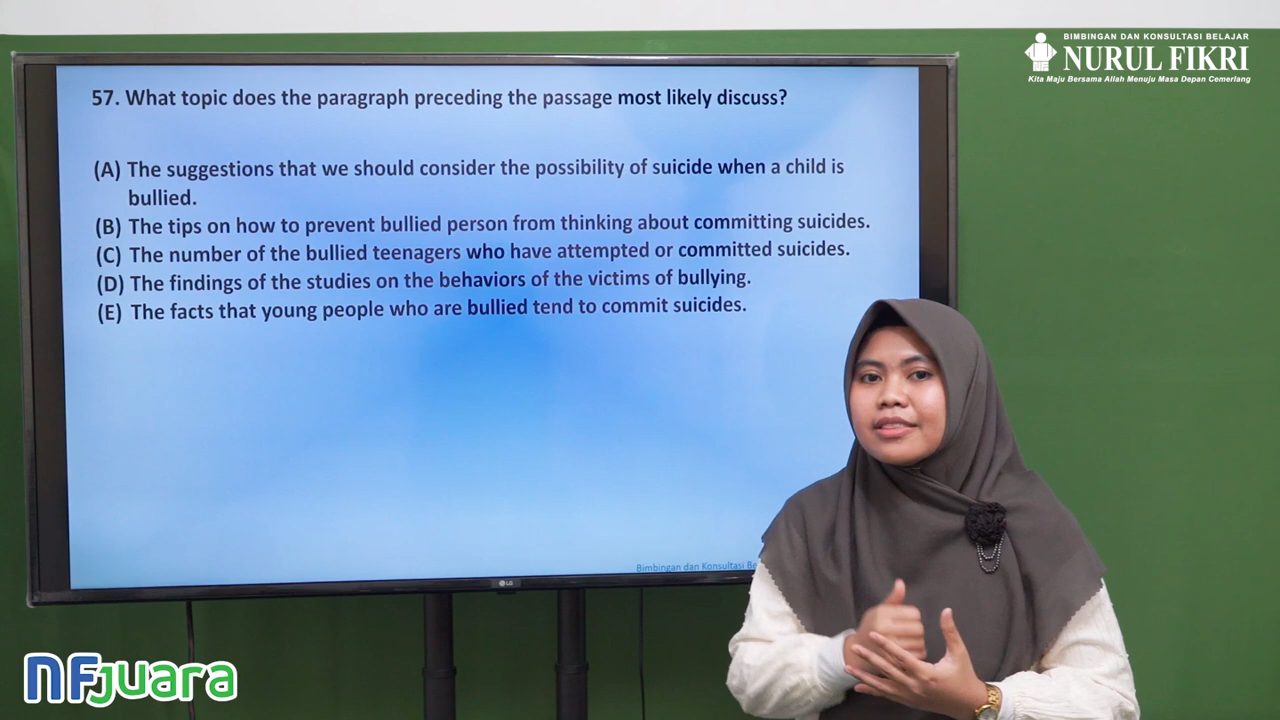 BIMBINGAN DAN KONSULTASI BELAJAR
NURUL FIKRI
Kita Maju Bersama Allah Menuju Masa Depan Cemerlang
57. What topic does the paragraph preceding the passage most likely discuss?
(A) The suggestions that we should consider the possibility of suicide when a child is
bullied.
(B) The tips on how to prevent bullied person from thinking about committing suicides.
(C) The number of the bullied teenagers who have attempted or committed suicides.
(D) The findings of the studies on the behaviors of the victims of bullying.
(E) The facts that young people who are bullied tend to commit suicides.
Bimbingan dan Konsultasi
LG
NFjuara